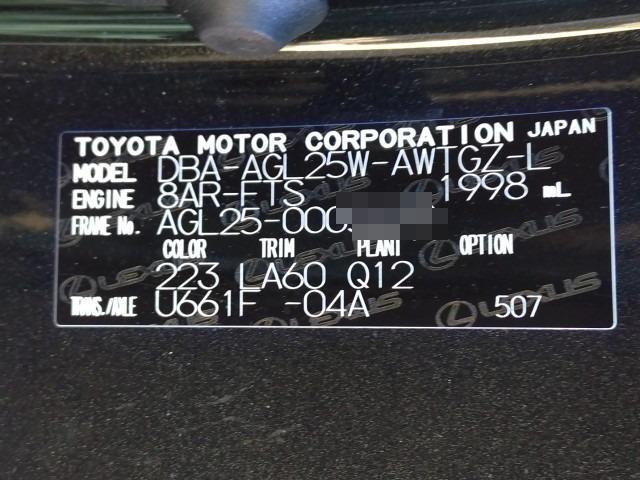 TOYOTA MOTOR CORPORATION JAPAN
MODEL DBA-AGL25W-AWTGZ-L
ENGINE 8AR-FTS 1998 mL
FRAME No. AGL25-000
COLOR TRIM PLANT OPTION
223 LA60 Q12
TRANS./AXLE U661F -04A 507
LEXUS